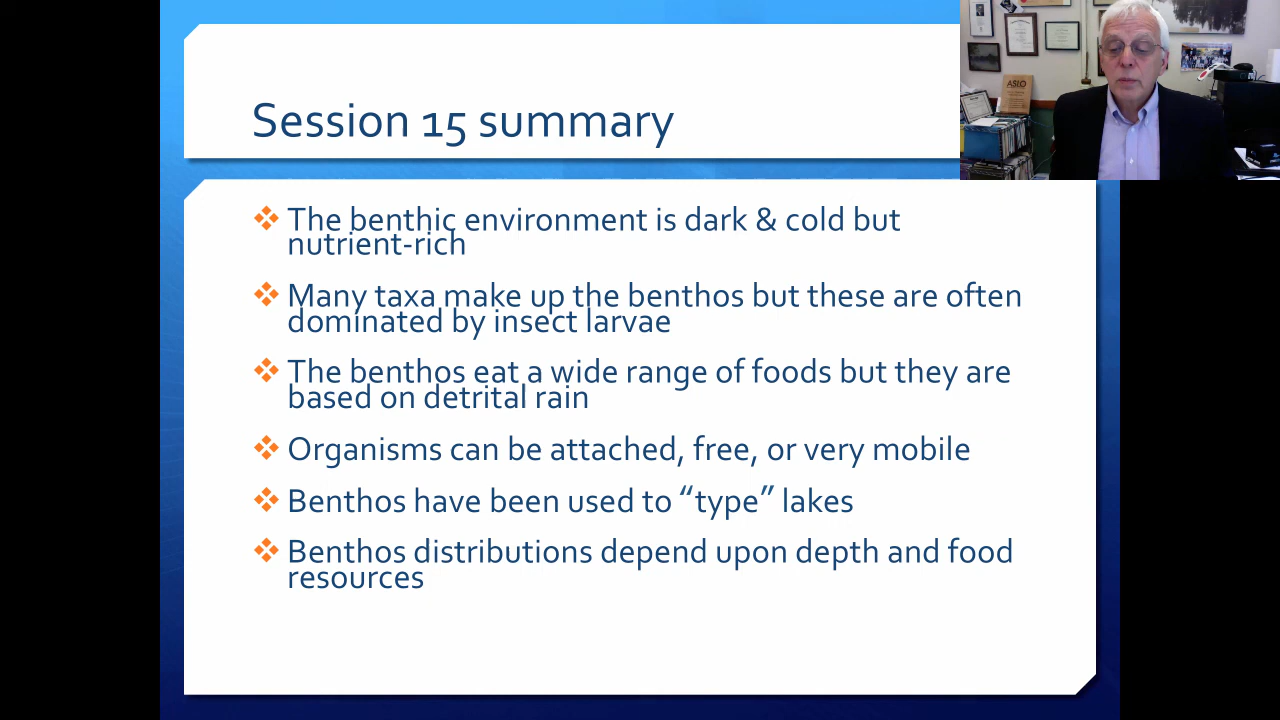 Session 15 summary
ASLO
The benthic environment is dark & cold but
nutrient-rich
Many taxa make up the benthos but these are often
dominated by insect larvae
The benthos eat a wide range of foods but they are
based on detrital rain
Organisms can be attached, free, or very mobile
Benthos have been used to “type” lakes
Benthos distributions depend upon depth and food
resources